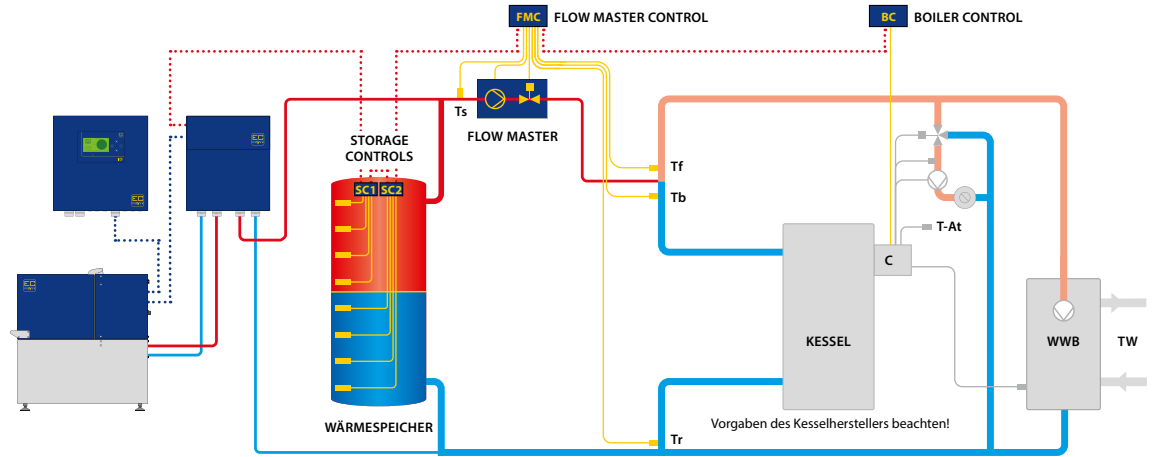 FMC FLOW MASTER CONTROL
BC BOILER CONTROL
Ts
FLOW MASTER
STORAGE
CONTROLS
SC1 SC2
Tf
Tb
T-At
C
KESSEL
WWB
TW
WÄRMESPEICHER
Vorgaben des Kesselherstellers beachten!
Tr